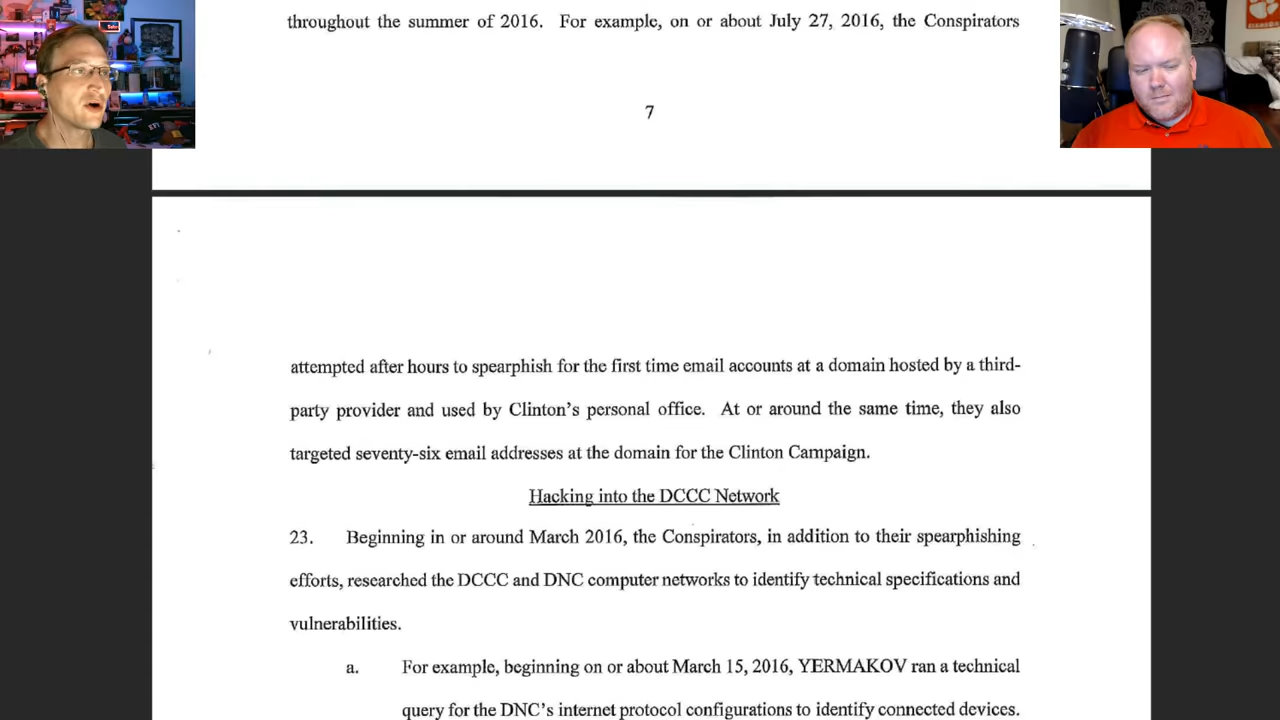 throughout the summer of 2016. For example, on or about July 27, 2016, the Conspirators
7
attempted after hours to spearphish for the first time email accounts at a domain hosted by a third-
party provider and used by Clinton's personal office. At or around the same time, they also
targeted seventy-six email addresses at the domain for the Clinton Campaign.
Hacking into the DCCC Network
23. Beginning in or around March 2016, the Conspirators, in addition to their spearphishing
efforts, researched the DCCC and DNC computer networks to identify technical specifications and
vulnerabilities.
a. For example, beginning on or about March 15, 2016, YERMAKOV ran a technical
query for the DNC's internet protocol configurations to identify connected devices.